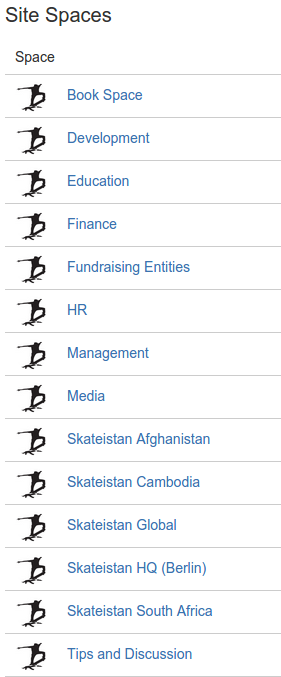 Site Spaces
Space
Book Space
Development
Education
Finance
Fundraising Entities
HR
Management
Media
Skateistan Afghanistan
Skateistan Cambodia
Skateistan Global
Skateistan HQ (Berlin)
Skateistan South Africa
Tips and Discussion